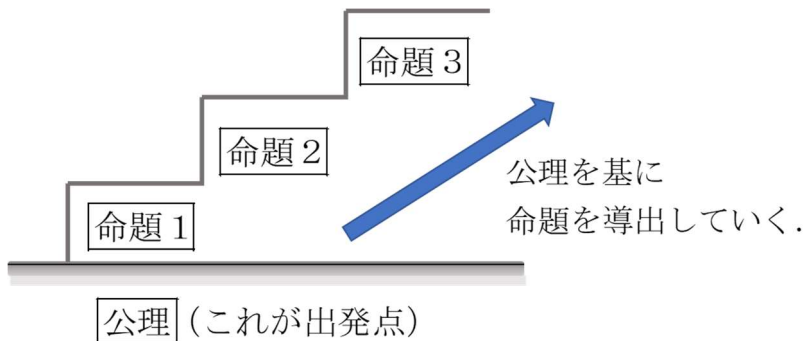 命題３
命題２
命題１
公理を基に
命題を導出していく．
公理 (これが出発点)